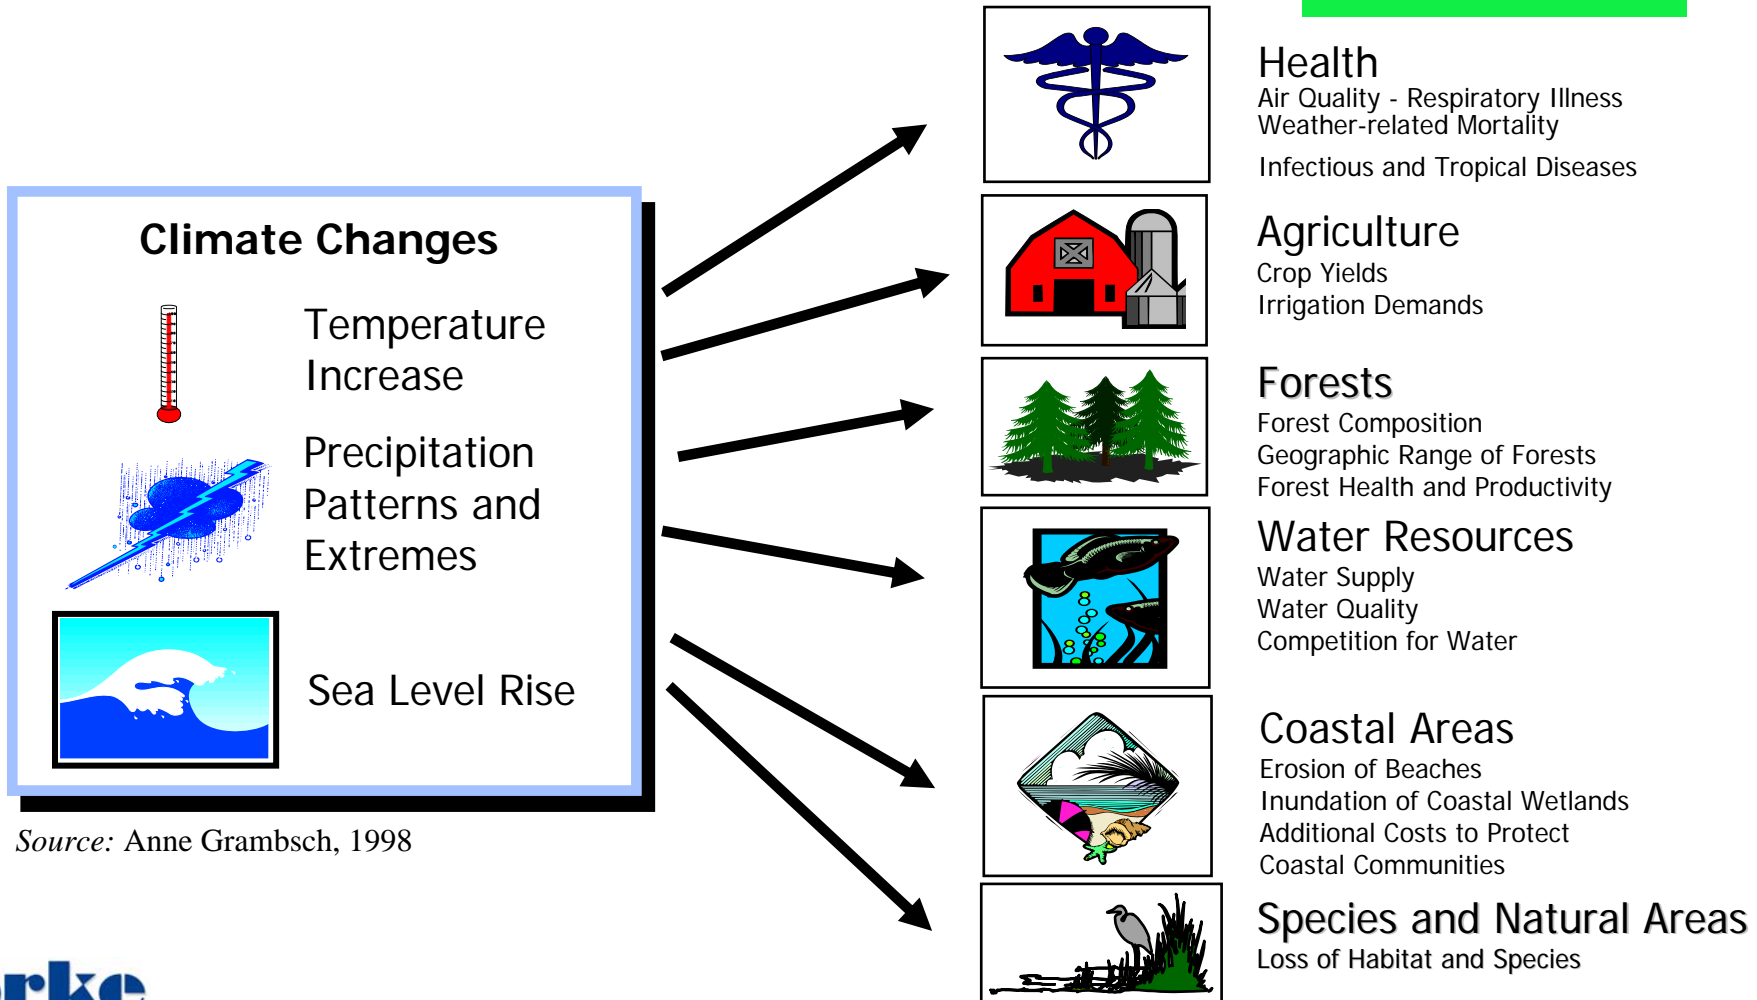 Climate Changes
Temperature
Increase
Precipitation
Patterns and
Extremes
Sea Level Rise
Source: Anne Grambsch, 1998
Health
Air Quality - Respiratory Illness
Weather-related Mortality
Infectious and Tropical Diseases
Agriculture
Crop Yields
Irrigation Demands
Forests
Forest Composition
Geographic Range of Forests
Forest Health and Productivity
Water Resources
Water Supply
Water Quality
Competition for Water
Coastal Areas
Erosion of Beaches
Inundation of Coastal Wetlands
Additional Costs to Protect
Coastal Communities
Species and Natural Areas
Loss of Habitat and Species